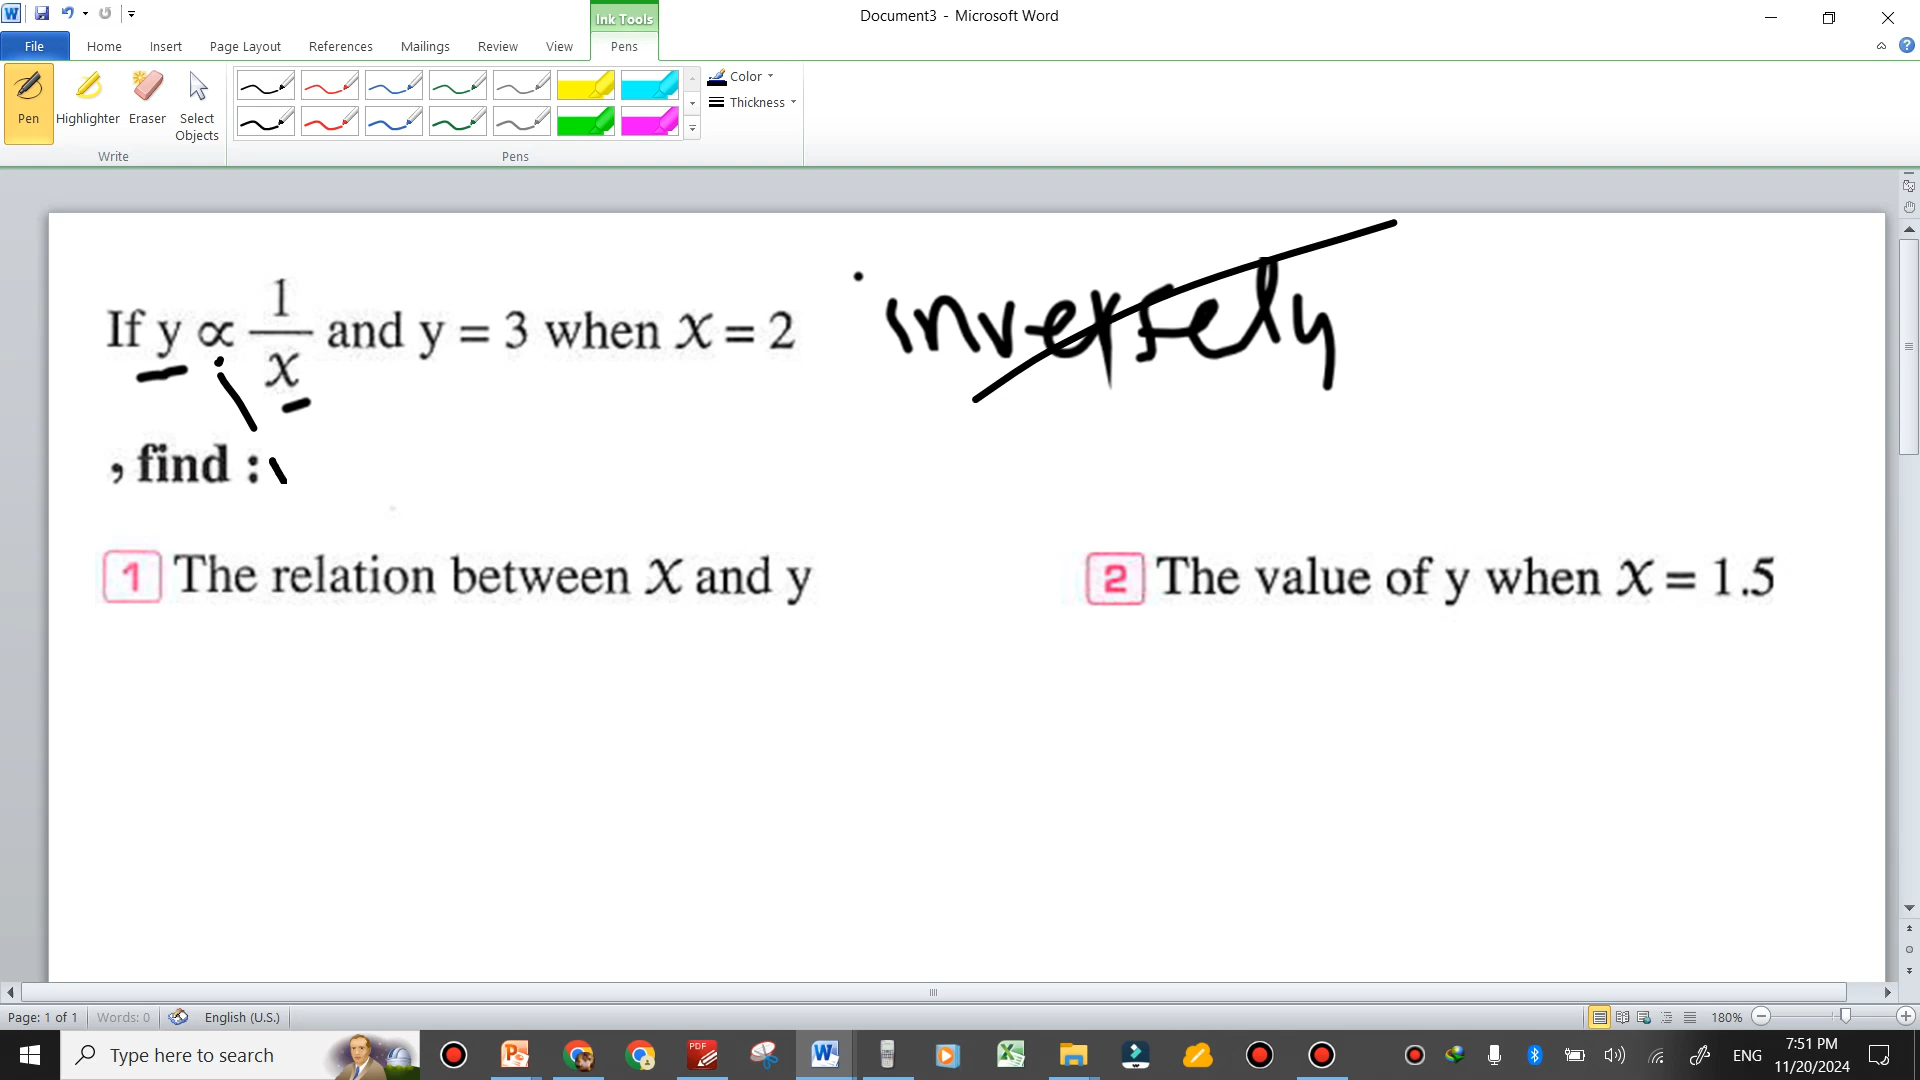 Document3 - Microsoft Word
Ink Tools
File Home Insert Page Layout References Mailings Review View Pens
Pen Highlighter Eraser Select Objects
Color
Thickness
Write Pens
If y ∝ 1/x and y = 3 when x = 2 inversely
, find :
1 The relation between x and y 2 The value of y when x = 1.5
Page: 1 of 1 Words: 0 English (U.S.) 180%
Type here to search ENG 7:51 PM
11/20/2024